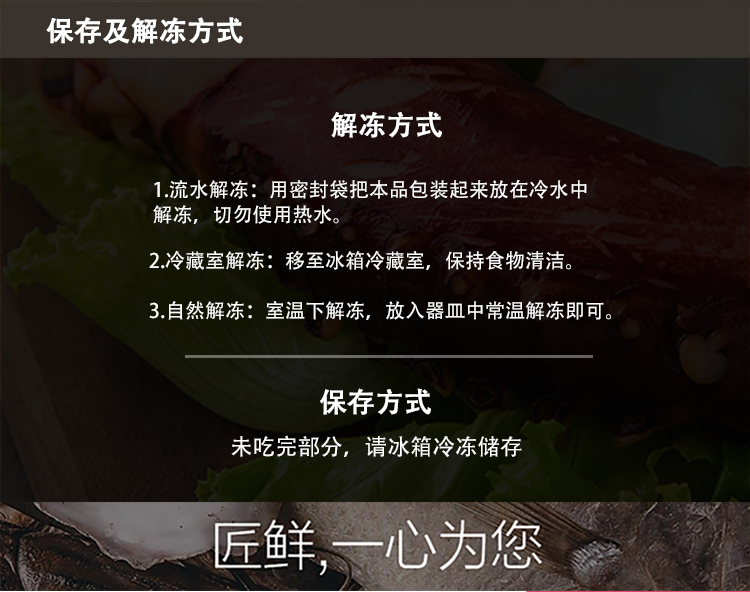 保存及解冻方式
解冻方式
1.流水解冻：用密封袋把本品包装起来放在冷水中
解冻，切勿使用热水。
2.冷藏室解冻：移至冰箱冷藏室，保持食物清洁。
3.自然解冻：室温下解冻，放入器皿中常温解冻即可。
保存方式
未吃完部分，请冰箱冷冻储存
匠鲜,一心为您